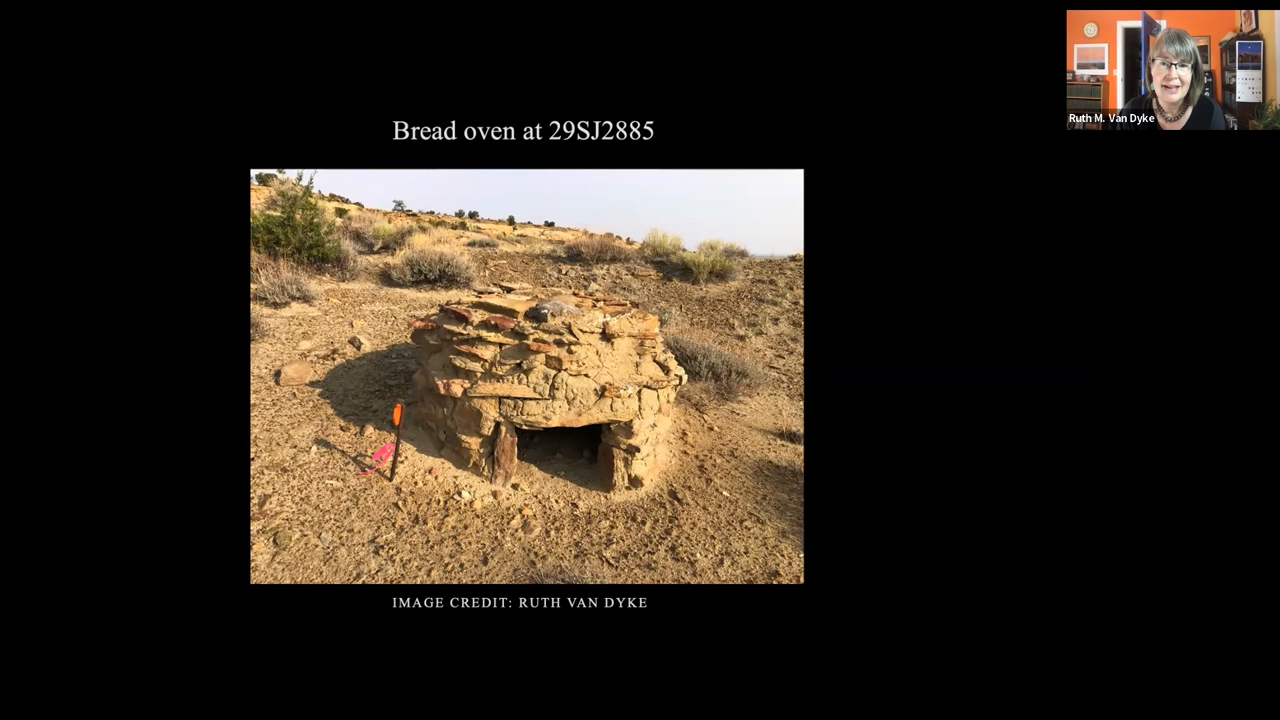 Bread oven at 29SJ2885
Ruth M. Van Dyke
IMAGE CREDIT: RUTH VAN DYKE